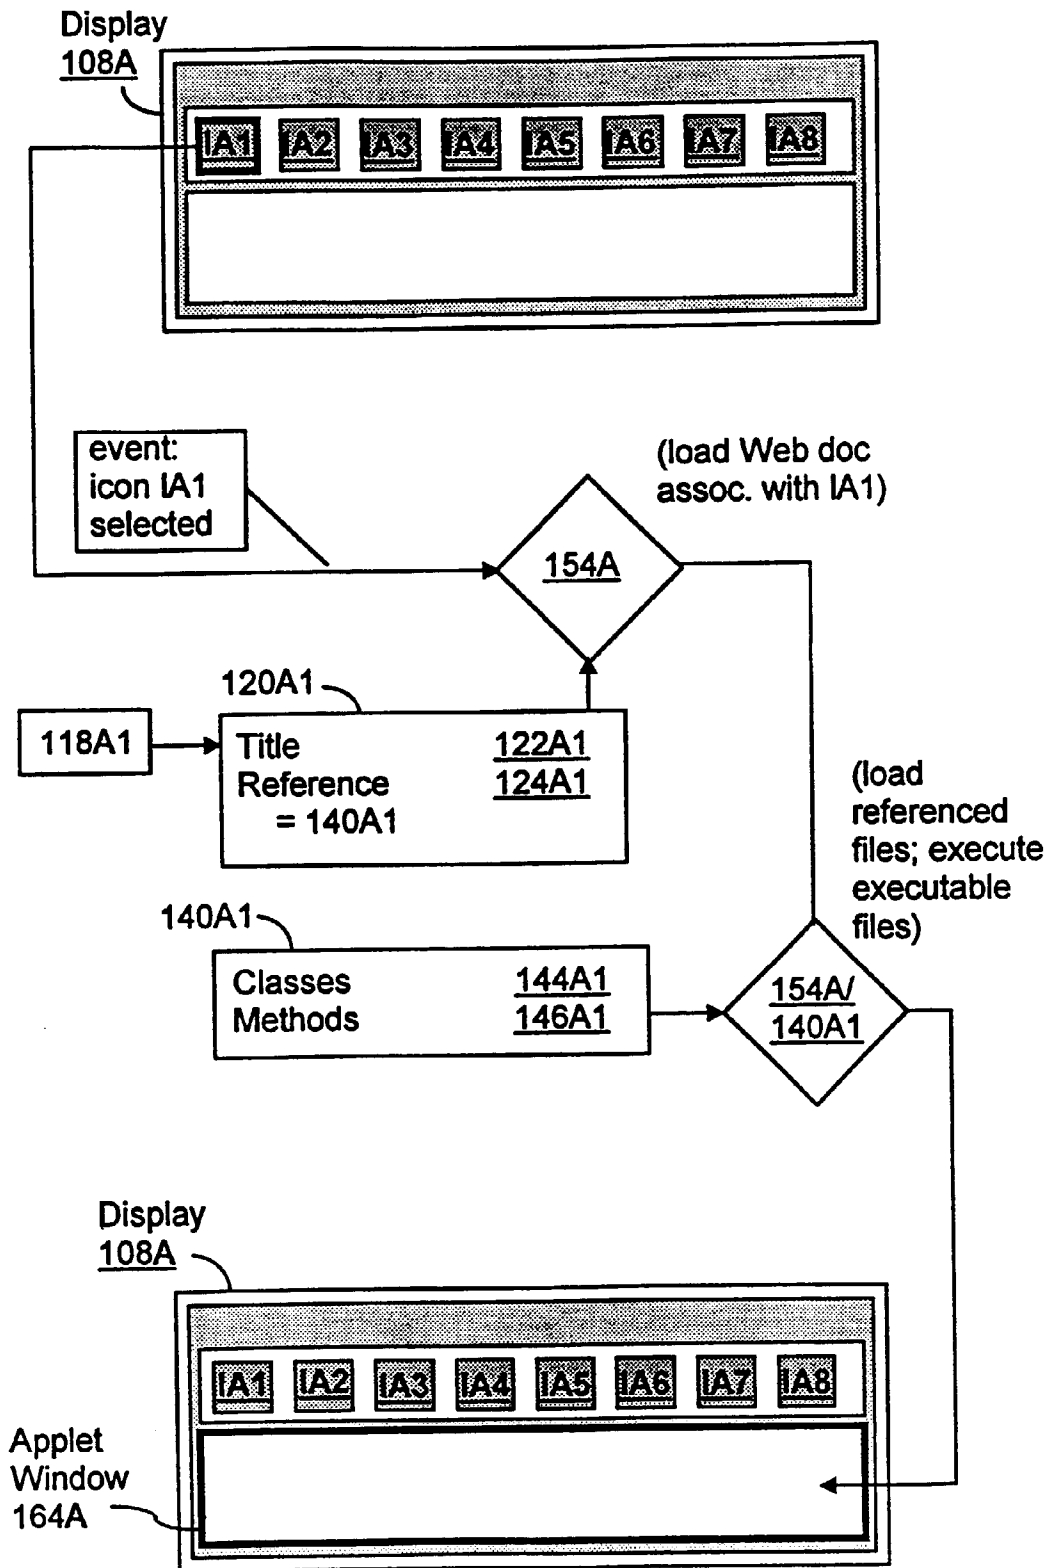 Display
108A
IA1 IA2 IA3 IA4 IA5 IA6 IA7 IA8
event:
icon IA1
selected
(load Web doc
assoc. with IA1)
154A
120A1
118A1
Title 122A1
Reference 124A1
= 140A1
(load
referenced
files; execute
executable
files)
140A1
Classes 144A1
Methods 146A1
154A/
140A1
Display
108A
IA1 IA2 IA3 IA4 IA5 IA6 IA7 IA8
Applet
Window
164A